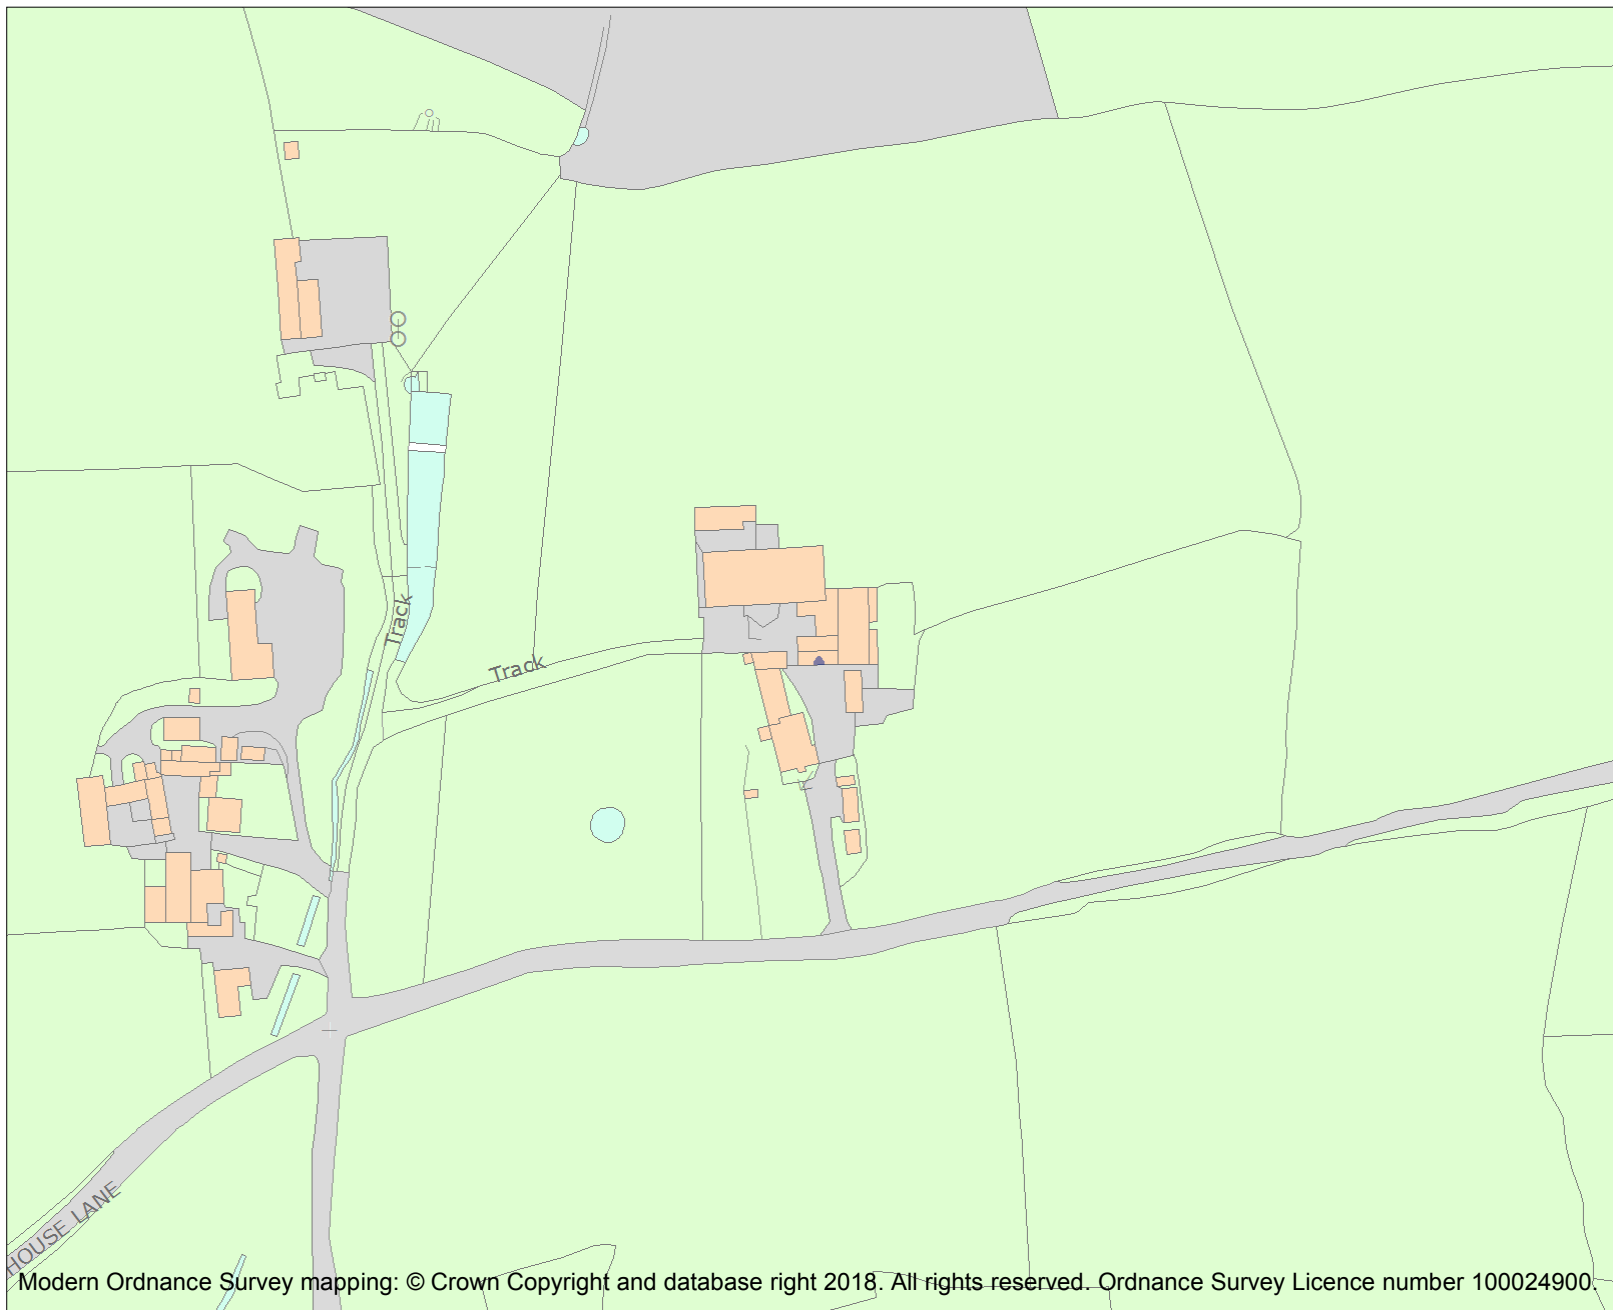 Track
Track
HOUSE LANE
Modern Ordnance Survey mapping: © Crown Copyright and database right 2018. All rights reserved. Ordnance Survey Licence number 100024900.